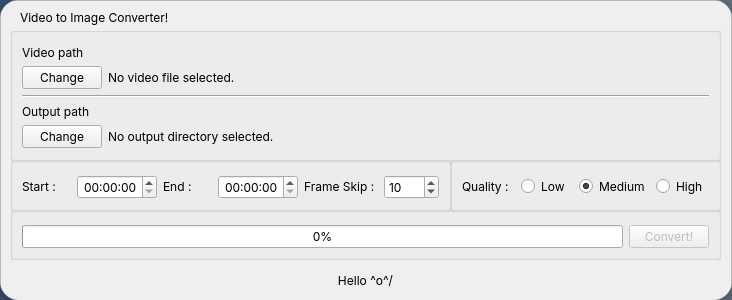 Video to Image Converter!
Video path
Change No video file selected.
Output path
Change No output directory selected.
Start : 00:00:00 End : 00:00:00 Frame Skip : 10 Quality : Low Medium High
0% Convert!
Hello ^o^/